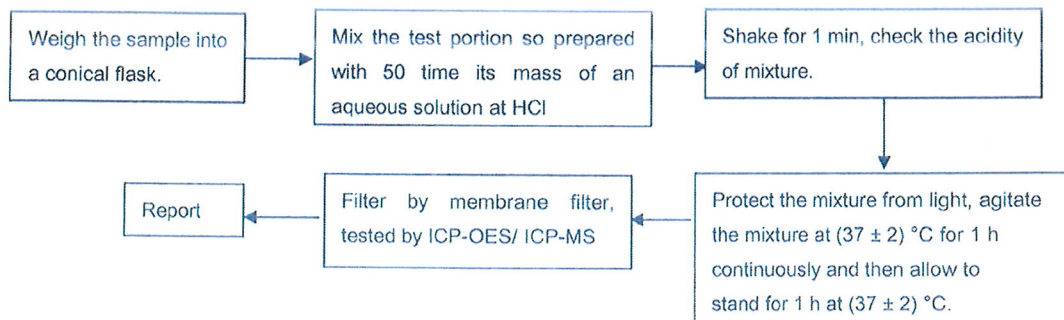 Weigh the sample into
a conical flask.
Mix the test portion so prepared
with 50 time its mass of an
aqueous solution at HCl
Shake for 1 min, check the acidity
of mixture.
Protect the mixture from light, agitate
the mixture at (37 ± 2) °C for 1 h
continuously and then allow to
stand for 1 h at (37 ± 2) °C.
Filter by membrane filter,
tested by ICP-OES/ ICP-MS
Report